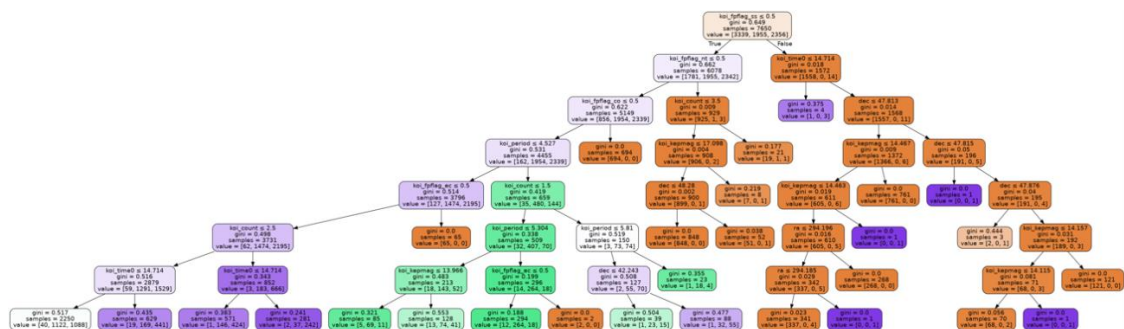 koi_fpflag_ss ≤ 0.5
gini = 0.649
samples = 7650
value = [3339, 1955, 2356]
True
False
koi_fpflag_nt ≤ 0.5
gini = 0.662
samples = 6078
value = [1781, 1955, 2342]
koi_time0 ≤ 14.714
gini = 0.018
samples = 1572
value = [1558, 0, 14]
koi_fpflag_co ≤ 0.5
gini = 0.622
samples = 5149
value = [856, 1954, 2339]
koi_count ≤ 3.5
gini = 0.009
samples = 929
value = [925, 1, 3]
gini = 0.375
samples = 4
value = [1, 0, 3]
dec ≤ 47.813
gini = 0.014
samples = 1568
value = [1557, 0, 11]
koi_period ≤ 4.527
gini = 0.531
samples = 4455
value = [162, 1954, 2339]
gini = 0.0
samples = 694
value = [694, 0, 0]
koi_kepmag ≤ 17.098
gini = 0.004
samples = 908
value = [906, 0, 2]
gini = 0.177
samples = 21
value = [19, 1, 1]
koi_kepmag ≤ 14.487
gini = 0.009
samples = 1372
value = [1366, 0, 6]
dec ≤ 47.815
gini = 0.05
samples = 196
value = [191, 0, 5]
koi_fpflag_ec ≤ 0.5
gini = 0.514
samples = 3796
value = [127, 1474, 2195]
koi_count ≤ 1.5
gini = 0.419
samples = 659
value = [35, 480, 144]
dec ≤ 48.28
gini = 0.002
samples = 900
value = [899, 0, 1]
gini = 0.219
samples = 8
value = [7, 0, 1]
koi_kepmag ≤ 14.463
gini = 0.019
samples = 611
value = [605, 0, 6]
gini = 0.0
samples = 761
value = [761, 0, 0]
gini = 0.0
samples = 1
value = [0, 0, 1]
dec ≤ 47.876
gini = 0.04
samples = 195
value = [191, 0, 4]
koi_count ≤ 2.5
gini = 0.498
samples = 3731
value = [62, 1474, 2195]
gini = 0.0
samples = 65
value = [65, 0, 0]
koi_period ≤ 5.304
gini = 0.338
samples = 509
value = [32, 407, 70]
koi_period ≤ 5.81
gini = 0.519
samples = 150
value = [3, 73, 74]
gini = 0.0
samples = 848
value = [848, 0, 0]
gini = 0.038
samples = 52
value = [51, 0, 1]
ra ≤ 294.196
gini = 0.016
samples = 610
value = [605, 0, 5]
gini = 0.0
samples = 1
value = [0, 0, 1]
gini = 0.444
samples = 3
value = [2, 0, 1]
koi_kepmag ≤ 14.157
gini = 0.031
samples = 192
value = [189, 0, 3]
koi_time0 ≤ 14.714
gini = 0.516
samples = 2879
value = [59, 1291, 1529]
koi_time0 ≤ 14.714
gini = 0.343
samples = 852
value = [3, 183, 666]
koi_kepmag ≤ 13.966
gini = 0.483
samples = 213
value = [18, 143, 52]
koi_fpflag_ec ≤ 0.5
gini = 0.199
samples = 296
value = [14, 264, 18]
dec ≤ 42.243
gini = 0.508
samples = 127
value = [2, 55, 70]
gini = 0.355
samples = 23
value = [1, 18, 4]
ra ≤ 294.185
gini = 0.029
samples = 342
value = [337, 0, 5]
gini = 0.0
samples = 268
value = [268, 0, 0]
koi_kepmag ≤ 14.115
gini = 0.081
samples = 71
value = [68, 0, 3]
gini = 0.0
samples = 121
value = [121, 0, 0]
gini = 0.517
samples = 2250
value = [40, 1122, 1088]
gini = 0.435
samples = 629
value = [19, 169, 441]
gini = 0.383
samples = 571
value = [1, 146, 424]
gini = 0.241
samples = 281
value = [2, 37, 242]
gini = 0.321
samples = 85
value = [5, 69, 11]
gini = 0.553
samples = 128
value = [13, 74, 41]
gini = 0.188
samples = 294
value = [12, 264, 18]
gini = 0.0
samples = 2
value = [2, 0, 0]
gini = 0.504
samples = 39
value = [1, 23, 15]
gini = 0.477
samples = 88
value = [1, 32, 55]
gini = 0.023
samples = 341
value = [337, 0, 4]
gini = 0.0
samples = 1
value = [0, 0, 1]
gini = 0.056
samples = 70
value = [68, 0, 2]
gini = 0.0
samples = 1
value = [0, 0, 1]